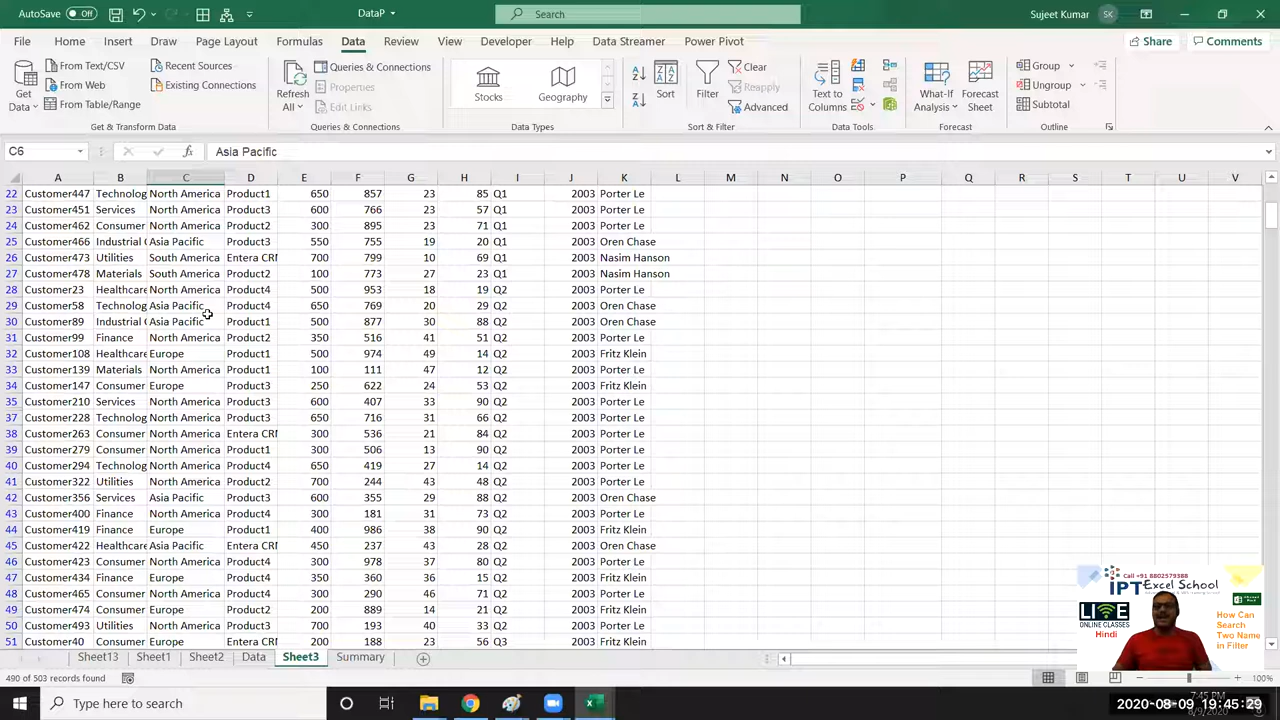 AutoSave Off DataP Search Sujeet Kumar SK
File Home Insert Draw Page Layout Formulas Data Review View Developer Help Data Streamer Power Pivot Share Comments
Get Data From Text/CSV From Web From Table/Range Recent Sources Existing Connections
Refresh All Queries & Connections Properties Edit Links
Stocks Geography
Sort Filter Clear Reapply Advanced
Text to Columns What-If Analysis Forecast Sheet Group Ungroup Subtotal
Get & Transform Data Queries & Connections Data Types Sort & Filter Data Tools Forecast Outline
C6 fx Asia Pacific
A B C D E F G H I J K L M N O P Q R S T U V
22 Customer447 Technolog North America Product1 650 857 23 85 Q1 2003 Porter Le
23 Customer451 Services North America Product3 600 766 23 57 Q1 2003 Porter Le
24 Customer462 Consumer North America Product2 300 895 23 71 Q1 2003 Porter Le
25 Customer466 Industrial Asia Pacific Product3 550 755 19 20 Q1 2003 Oren Chase
26 Customer473 Utilities South America Entera CRM 700 799 10 69 Q1 2003 Nasim Hanson
27 Customer478 Materials South America Product2 100 773 27 23 Q1 2003 Nasim Hanson
28 Customer23 Healthcare North America Product4 500 953 18 19 Q2 2003 Porter Le
29 Customer58 Technolog Asia Pacific Product4 650 769 20 29 Q2 2003 Oren Chase
30 Customer89 Industrial Asia Pacific Product1 500 877 30 88 Q2 2003 Oren Chase
31 Customer99 Finance North America Product2 350 516 41 51 Q2 2003 Porter Le
32 Customer108 Healthcare Europe Product1 500 974 49 14 Q2 2003 Fritz Klein
33 Customer139 Materials North America Product1 100 111 47 12 Q2 2003 Porter Le
34 Customer147 Consumer Europe Product3 250 622 24 53 Q2 2003 Fritz Klein
35 Customer210 Services North America Product3 600 407 33 90 Q2 2003 Porter Le
37 Customer228 Technolog North America Product3 650 716 31 66 Q2 2003 Porter Le
38 Customer263 Consumer North America Entera CRM 300 536 21 84 Q2 2003 Porter Le
39 Customer279 Consumer North America Product1 300 506 13 90 Q2 2003 Porter Le
40 Customer294 Technolog North America Product4 650 419 27 14 Q2 2003 Porter Le
41 Customer322 Utilities North America Product2 700 244 43 48 Q2 2003 Porter Le
42 Customer356 Services Asia Pacific Product3 600 355 29 88 Q2 2003 Oren Chase
43 Customer400 Finance North America Product4 300 181 31 73 Q2 2003 Porter Le
44 Customer419 Finance Europe Product1 400 986 38 90 Q2 2003 Fritz Klein
45 Customer422 Healthcare Asia Pacific Entera CRM 450 237 43 28 Q2 2003 Oren Chase
46 Customer423 Consumer North America Product4 300 978 37 80 Q2 2003 Porter Le
47 Customer434 Finance Europe Product4 350 360 36 15 Q2 2003 Fritz Klein
48 Customer465 Consumer North America Product4 300 290 46 71 Q2 2003 Porter Le
49 Customer474 Consumer Europe Product2 200 889 14 21 Q2 2003 Fritz Klein
50 Customer493 Utilities North America Product3 700 193 40 33 Q2 2003 Porter Le
51 Customer40 Consumer Europe Entera CRM 200 188 23 56 Q3 2003 Fritz Klein
Call +91 8802579388
IPT Excel School
LIVE
ONLINE CLASSES
Hindi
How Can
Search
Two Name
in Filter
Sheet13 Sheet1 Sheet2 Data Sheet3 Summary
490 of 503 records found 100%
Type here to search
7:45 PM
8/9/2020
2020-08-09 19:45:29